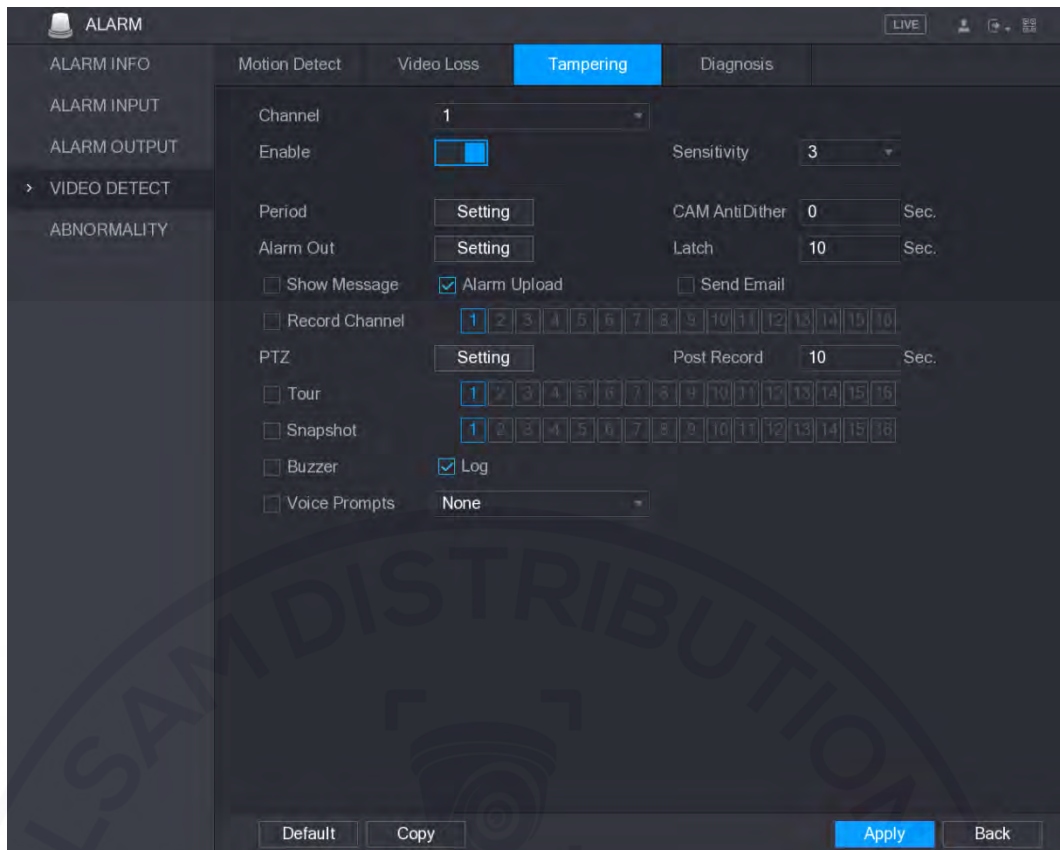 ALARM LIVE
ALARM INFO
ALARM INPUT
ALARM OUTPUT
VIDEO DETECT
ABNORMALITY
Motion Detect Video Loss Tampering Diagnosis
Channel 1
Enable Sensitivity 3
Period Setting CAM AntiDither 0 Sec.
Alarm Out Setting Latch 10 Sec.
Show Message Alarm Upload Send Email
Record Channel 1 2 3 4 5 6 7 8 9 10 11 12 13 14 15 16
PTZ Setting Post Record 10 Sec.
Tour 1 2 3 4 5 6 7 8 9 10 11 12 13 14 15 16
Snapshot 1 2 3 4 5 6 7 8 9 10 11 12 13 14 15 16
Buzzer Log
Voice Prompts None
LSAM DISTRIBUTION
Default Copy Apply Back